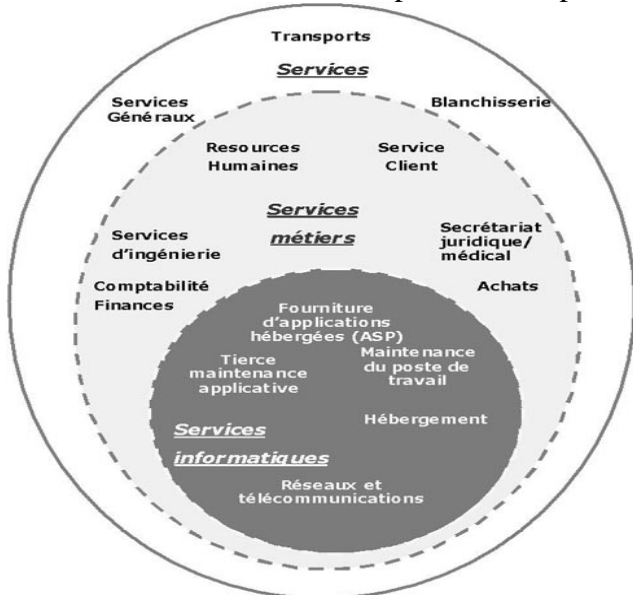 Transports
Services
Services
Généraux
Blanchisserie
Resources
Humaines
Service
Client
Services
métiers
Services
d'ingénierie
Secrétariat
juridique/
médical
Comptabilité
Finances
Achats
Fourniture
d'applications
hébergées (ASP)
Tierce
maintenance
applicative
Maintenance
du poste de
travail
Hébergement
Services
informatiques
Réseaux et
télécommunications